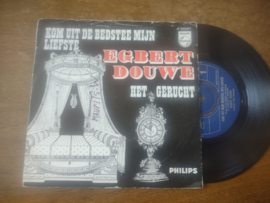 KOM UIT DE BEDSTEE MIJN
LIEFSTE
EGBERT
DOUWE
HET GERUCHT
PHILIPS